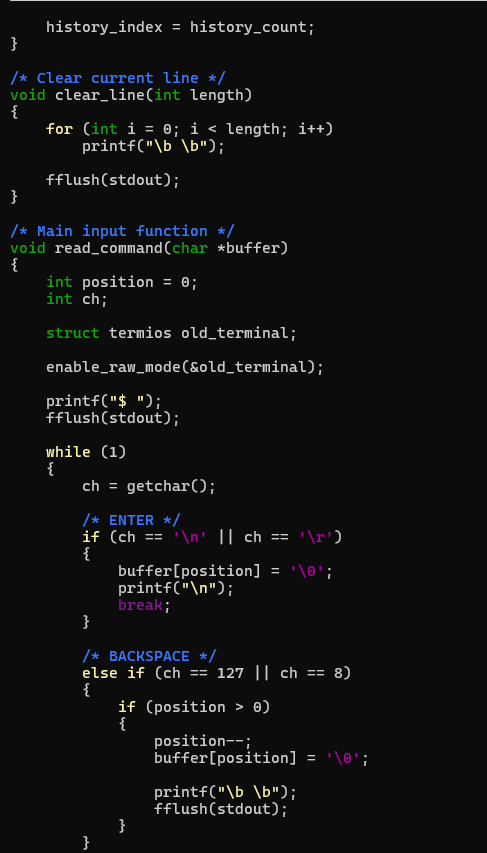 history_index = history_count;
}

/* Clear current line */
void clear_line(int length)
{
    for (int i = 0; i < length; i++)
        printf("\b \b");

    fflush(stdout);
}

/* Main input function */
void read_command(char *buffer)
{
    int position = 0;
    int ch;

    struct termios old_terminal;

    enable_raw_mode(&old_terminal);

    printf("$ ");
    fflush(stdout);

    while (1)
    {
        ch = getchar();

        /* ENTER */
        if (ch == '\n' || ch == '\r')
        {
            buffer[position] = '\0';
            printf("\n");
            break;
        }

        /* BACKSPACE */
        else if (ch == 127 || ch == 8)
        {
            if (position > 0)
            {
                position--;
                buffer[position] = '\0';

                printf("\b \b");
                fflush(stdout);
            }
        }